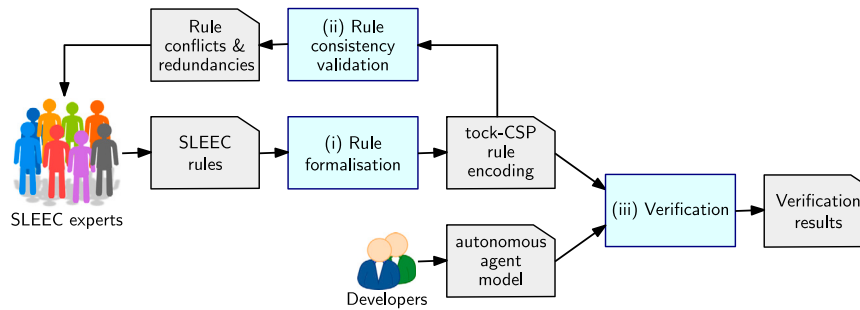 Rule
conflicts &
redundancies
(ii) Rule
consistency
validation
SLEEC experts
SLEEC
rules
(i) Rule
formalisation
tock-CSP
rule
encoding
Developers
autonomous
agent
model
(iii) Verification
Verification
results